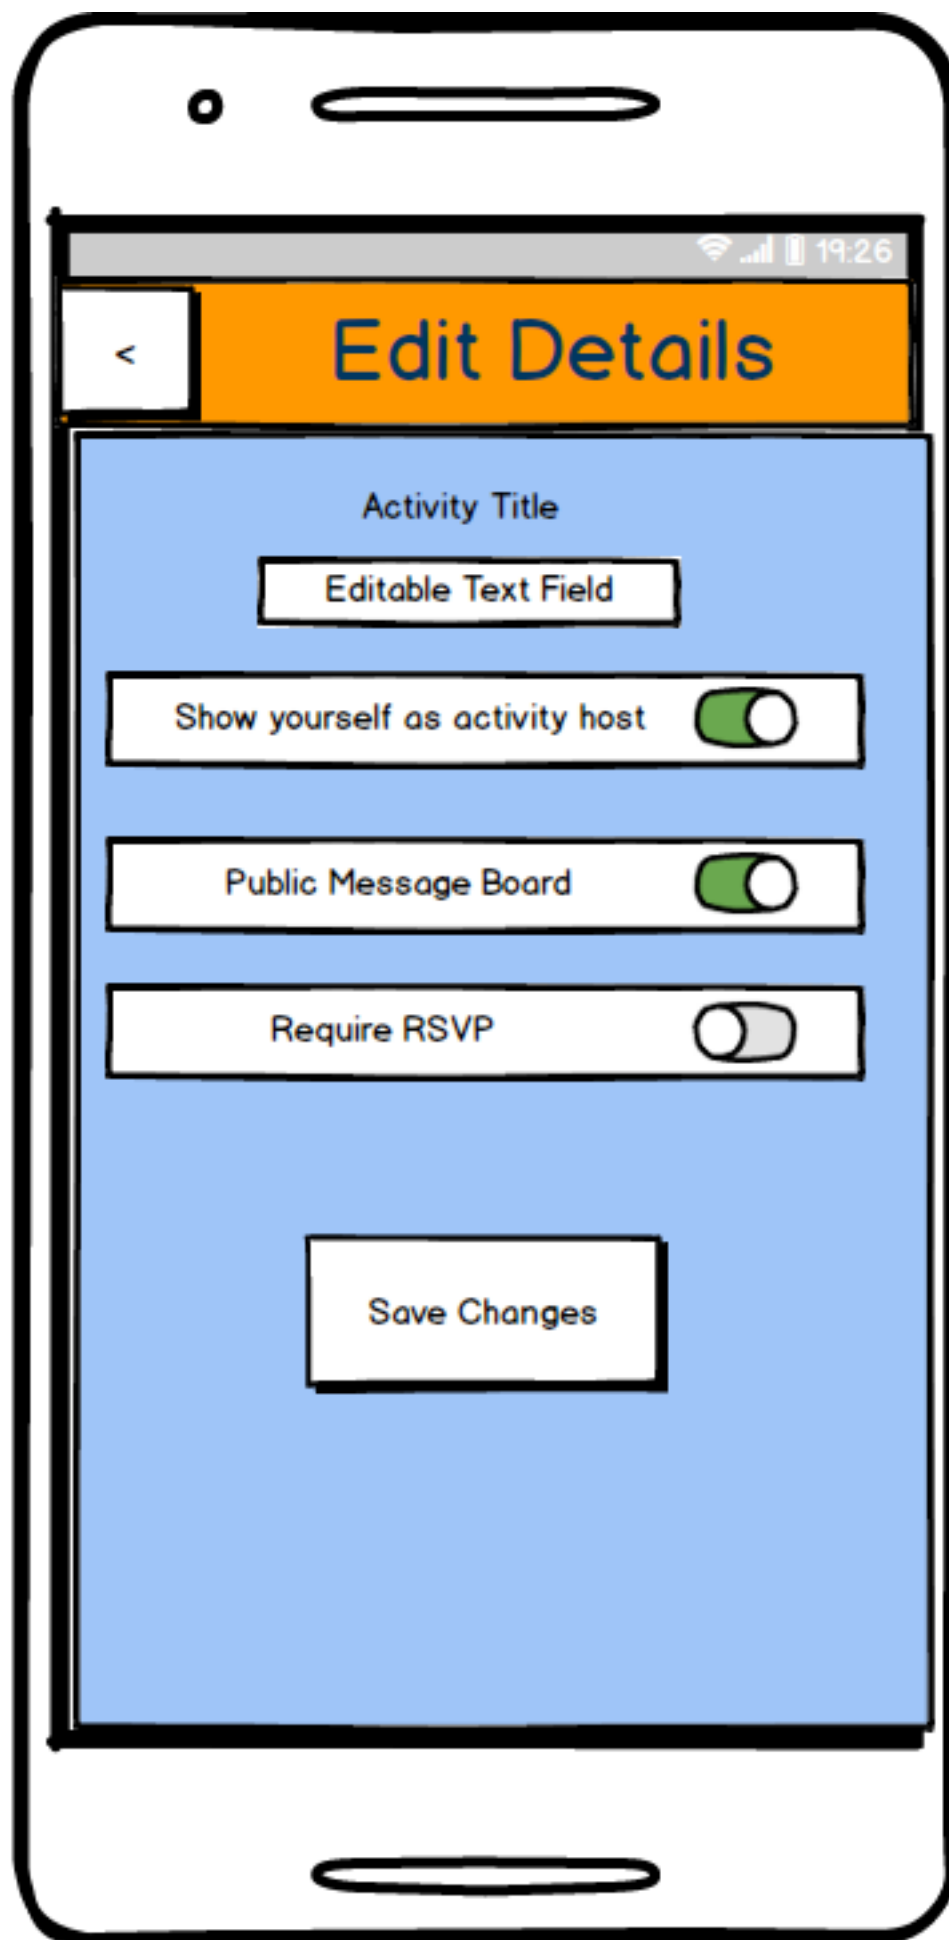 19:26
<
Edit Details
Activity Title
Editable Text Field
Show yourself as activity host
Public Message Board
Require RSVP
Save Changes